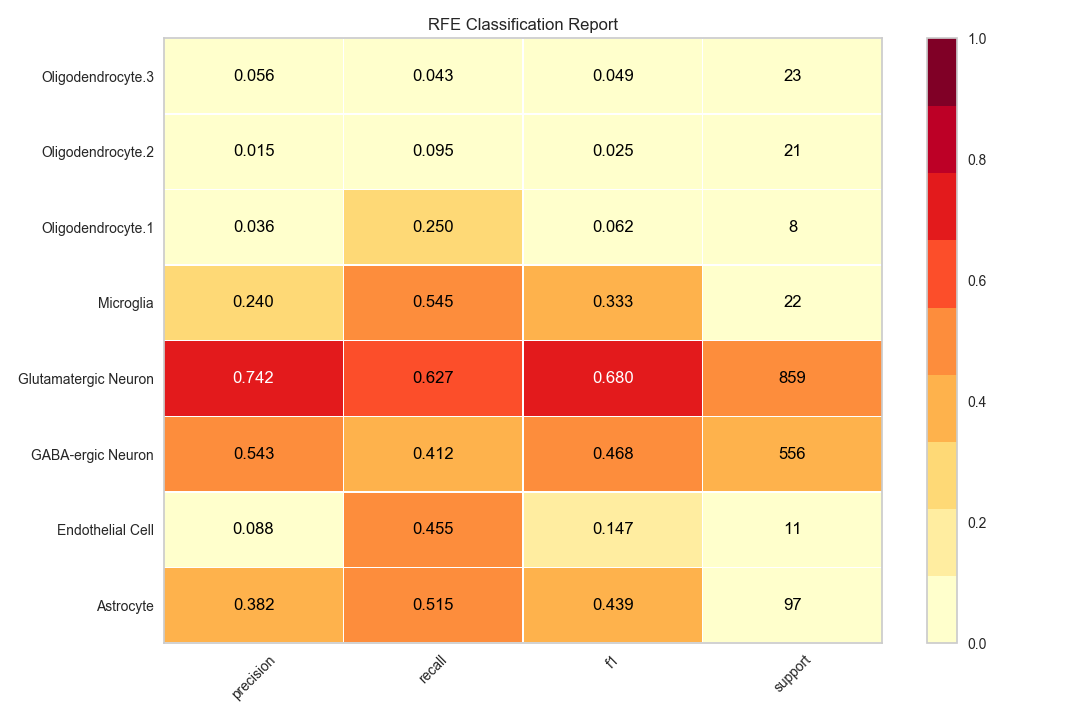 RFE Classification Report
Oligodendrocyte.3 0.056 0.043 0.049 23
Oligodendrocyte.2 0.015 0.095 0.025 21
Oligodendrocyte.1 0.036 0.250 0.062 8
Microglia 0.240 0.545 0.333 22
Glutamatergic Neuron 0.742 0.627 0.680 859
GABA-ergic Neuron 0.543 0.412 0.468 556
Endothelial Cell 0.088 0.455 0.147 11
Astrocyte 0.382 0.515 0.439 97
precision recall f1 support
1.0
0.8
0.6
0.4
0.2
0.0